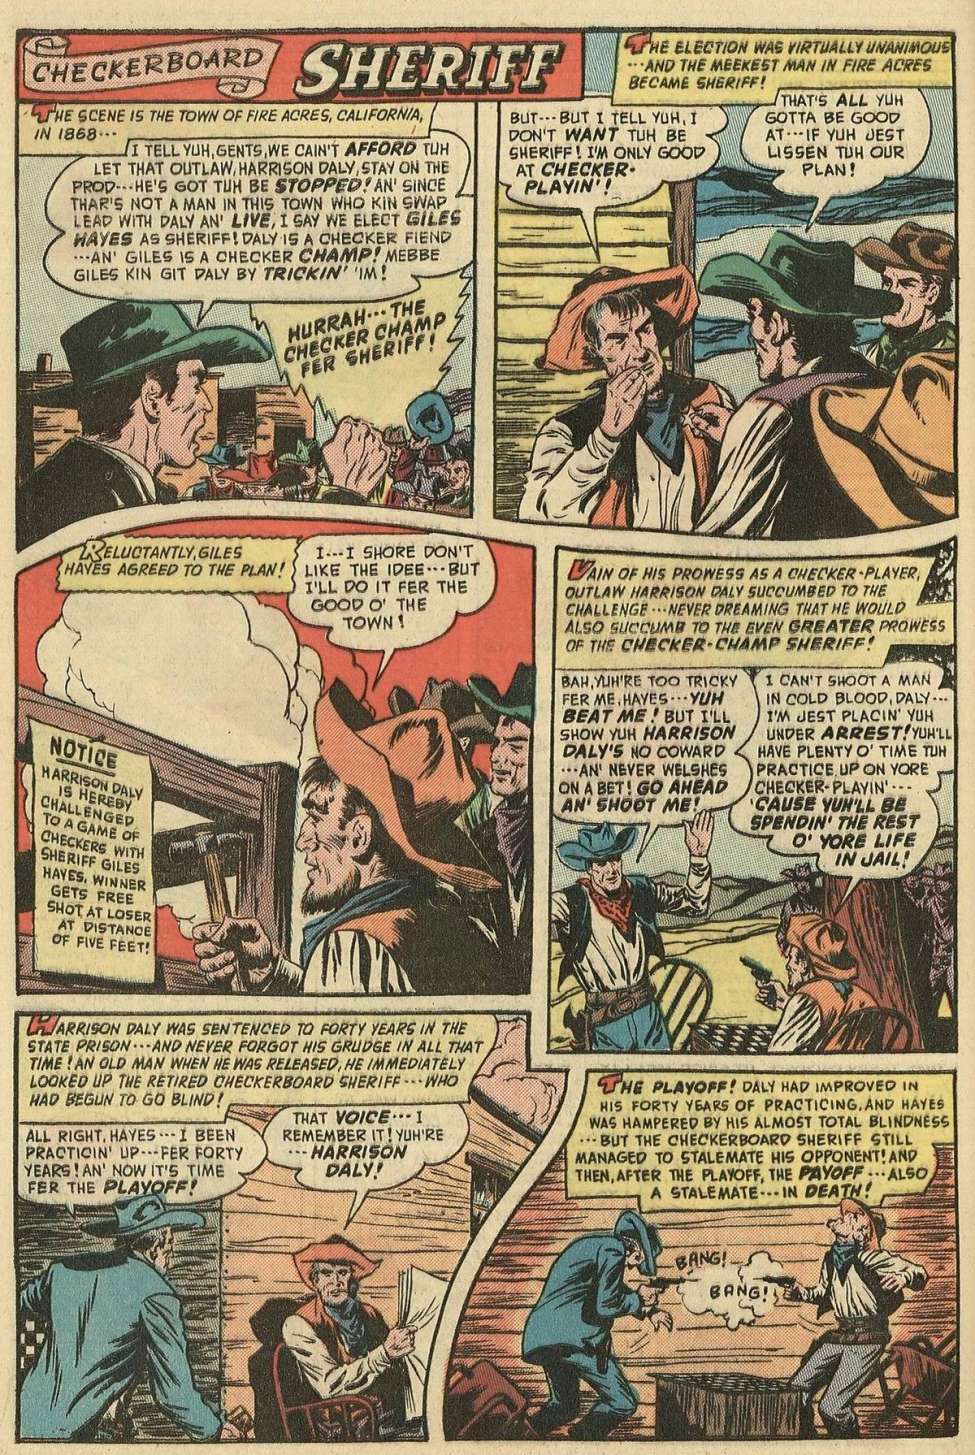 CHECKERBOARD
SHERIFF
THE SCENE IS THE TOWN OF FIRE ACRES, CALIFORNIA,
IN 1868---
I TELL YUH, GENTS, WE CAIN'T AFFORD TUH
LET THAT OUTLAW, HARRISON DALY, STAY ON THE
PROD---HE'S GOT TUH BE STOPPED! AN' SINCE
THAR'S NOT A MAN IN THIS TOWN WHO KIN SWAP
LEAD WITH DALY AN' LIVE, I SAY WE ELECT GILES
HAYES AS SHERIFF! DALY IS A CHECKER FIEND
---AN' GILES IS A CHECKER CHAMP! MEBBE
GILES KIN GIT DALY BY TRICKIN' 'IM!
HURRAH---THE
CHECKER CHAMP
FER SHERIFF!
THE ELECTION WAS VIRTUALLY UNANIMOUS
---AND THE MEEKEST MAN IN FIRE ACRES
BECAME SHERIFF!
BUT---BUT I TELL YUH, I
DON'T WANT TUH BE
SHERIFF! I'M ONLY GOOD
AT CHECKER-
PLAYIN'!
THAT'S ALL YUH
GOTTA BE GOOD
AT---IF YUH JEST
LISSEN TUH OUR
PLAN!
RELUCTANTLY, GILES
HAYES AGREED TO THE PLAN!
I---I SHORE DON'T
LIKE THE IDEE---BUT
I'LL DO IT FER THE
GOOD O' THE
TOWN!
NOTICE
HARRISON DALY
IS HEREBY
CHALLENGED
TO A GAME OF
CHECKERS WITH
SHERIFF GILES
HAYES, WINNER
GETS FREE
SHOT AT LOSER
AT DISTANCE
OF FIVE FEET!
VAIN OF HIS PROWESS AS A CHECKER-PLAYER,
OUTLAW HARRISON DALY SUCCUMBED TO THE
CHALLENGE---NEVER DREAMING THAT HE WOULD
ALSO SUCCUMB TO THE EVEN GREATER PROWESS
OF THE CHECKER-CHAMP SHERIFF!
BAH, YUH'RE TOO TRICKY
FER ME, HAYES---YUH
BEAT ME! BUT I'LL
SHOW YUH HARRISON
DALY'S NO COWARD
---AN' NEVER WELSHES
ON A BET! GO AHEAD
AN' SHOOT ME!
I CAN'T SHOOT A MAN
IN COLD BLOOD, DALY---
I'M JEST PLACIN' YUH
UNDER ARREST! YUH'LL
HAVE PLENTY O' TIME TUH
PRACTICE UP ON YORE
CHECKER-PLAYIN'---
'CAUSE YUH'LL BE
SPENDIN' THE REST
O' YORE LIFE
IN JAIL!
HARRISON DALY WAS SENTENCED TO FORTY YEARS IN THE
STATE PRISON---AND NEVER FORGOT HIS GRUDGE IN ALL THAT
TIME! AN OLD MAN WHEN HE WAS RELEASED, HE IMMEDIATELY
LOOKED UP THE RETIRED CHECKERBOARD SHERIFF---WHO
HAD BEGUN TO GO BLIND!
ALL RIGHT, HAYES---I BEEN
PRACTICIN' UP---FER FORTY
YEARS! AN' NOW IT'S TIME
FER THE PLAYOFF!
THAT VOICE---I
REMEMBER IT! YUH'RE
---HARRISON
DALY!
THE PLAYOFF! DALY HAD IMPROVED IN
HIS FORTY YEARS OF PRACTICING, AND HAYES
WAS HAMPERED BY HIS ALMOST TOTAL BLINDNESS
---BUT THE CHECKERBOARD SHERIFF STILL
MANAGED TO STALEMATE HIS OPPONENT! AND
THEN, AFTER THE PLAYOFF, THE PAYOFF---ALSO
A STALEMATE---IN DEATH!
BANG!
BANG!